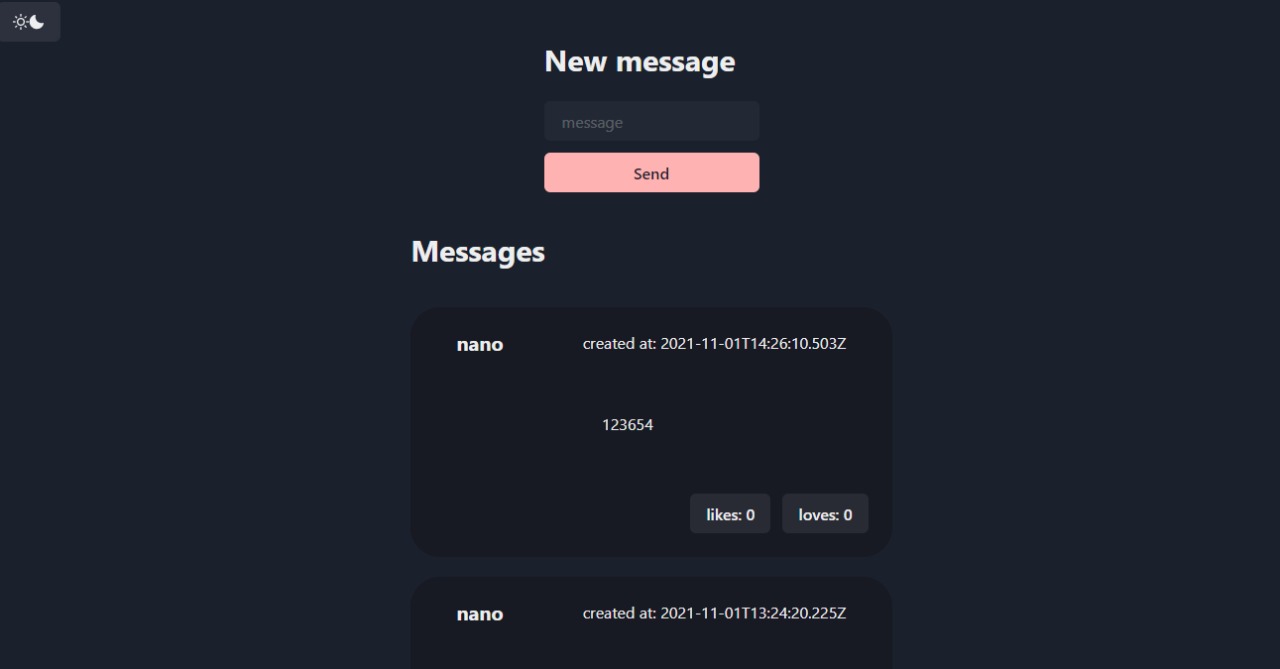 New message
message
Send
Messages
nano created at: 2021-11-01T14:26:10.503Z
123654
likes: 0 loves: 0
nano created at: 2021-11-01T13:24:20.225Z